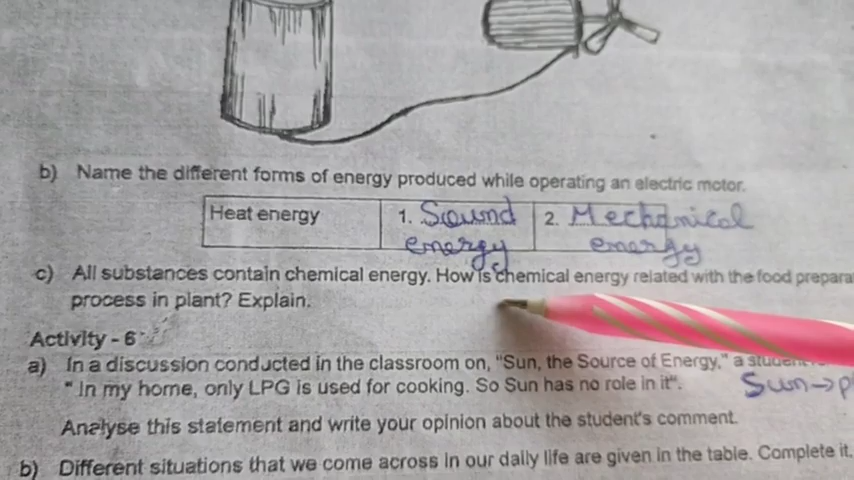 b) Name the different forms of energy produced while operating an electric motor.
Heat energy 1. Sound energy 2. Mechanical energy
c) All substances contain chemical energy. How is chemical energy related with the food
process in plant? Explain.
Activity - 6
a) In a discussion conducted in the classroom on, "Sun, the Source of Energy," a student
" In my home, only LPG is used for cooking. So Sun has no role in it".
Sun→
Analyse this statement and write your opinion about the student's comment.
b) Different situations that we come across in our daily life are given in the table. Complete it.